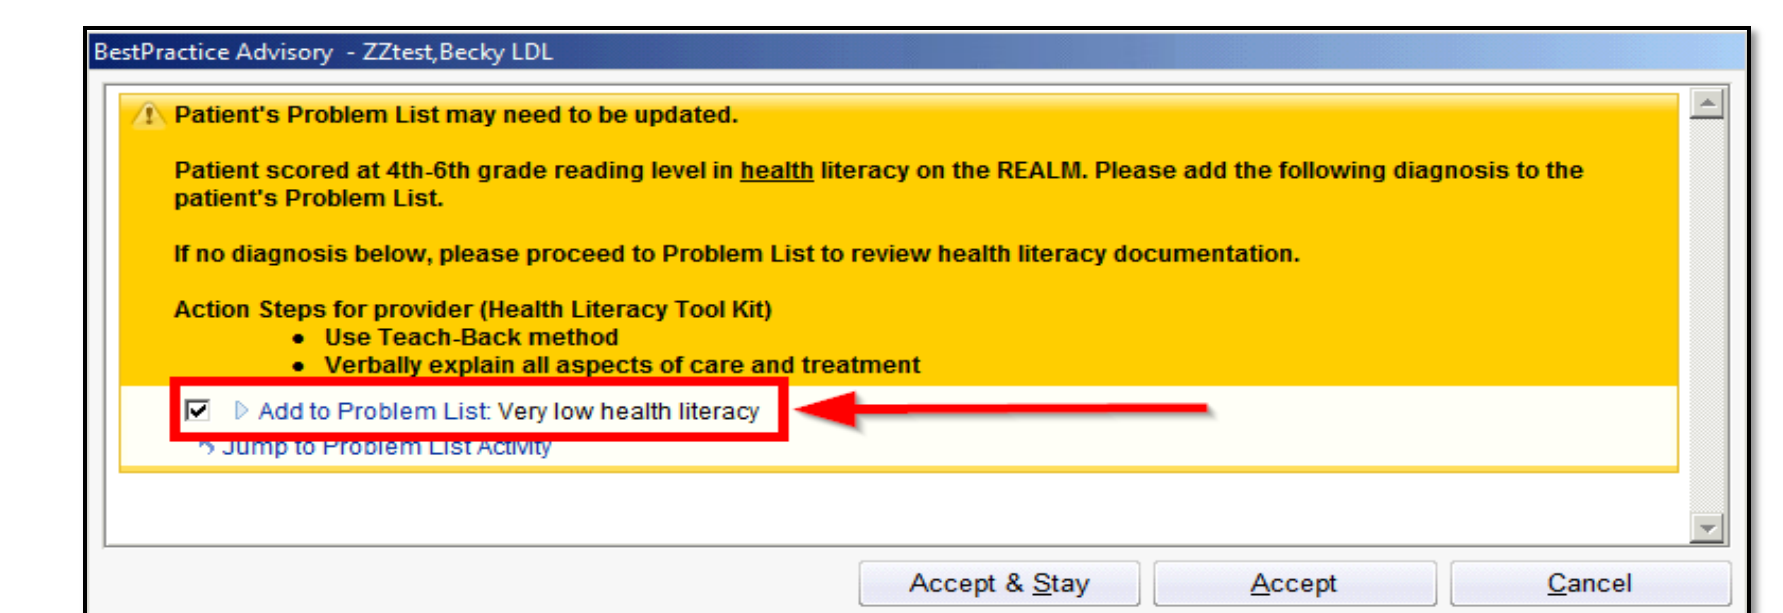 BestPractice Advisory - ZZtest,Becky LDL
Patient's Problem List may need to be updated.
Patient scored at 4th-6th grade reading level in health literacy on the REALM. Please add the following diagnosis to the
patient's Problem List.
If no diagnosis below, please proceed to Problem List to review health literacy documentation.
Action Steps for provider (Health Literacy Tool Kit)
• Use Teach-Back method
• Verbally explain all aspects of care and treatment
Add to Problem List: Very low health literacy
Jump to Problem List Activity
Accept & Stay Accept Cancel